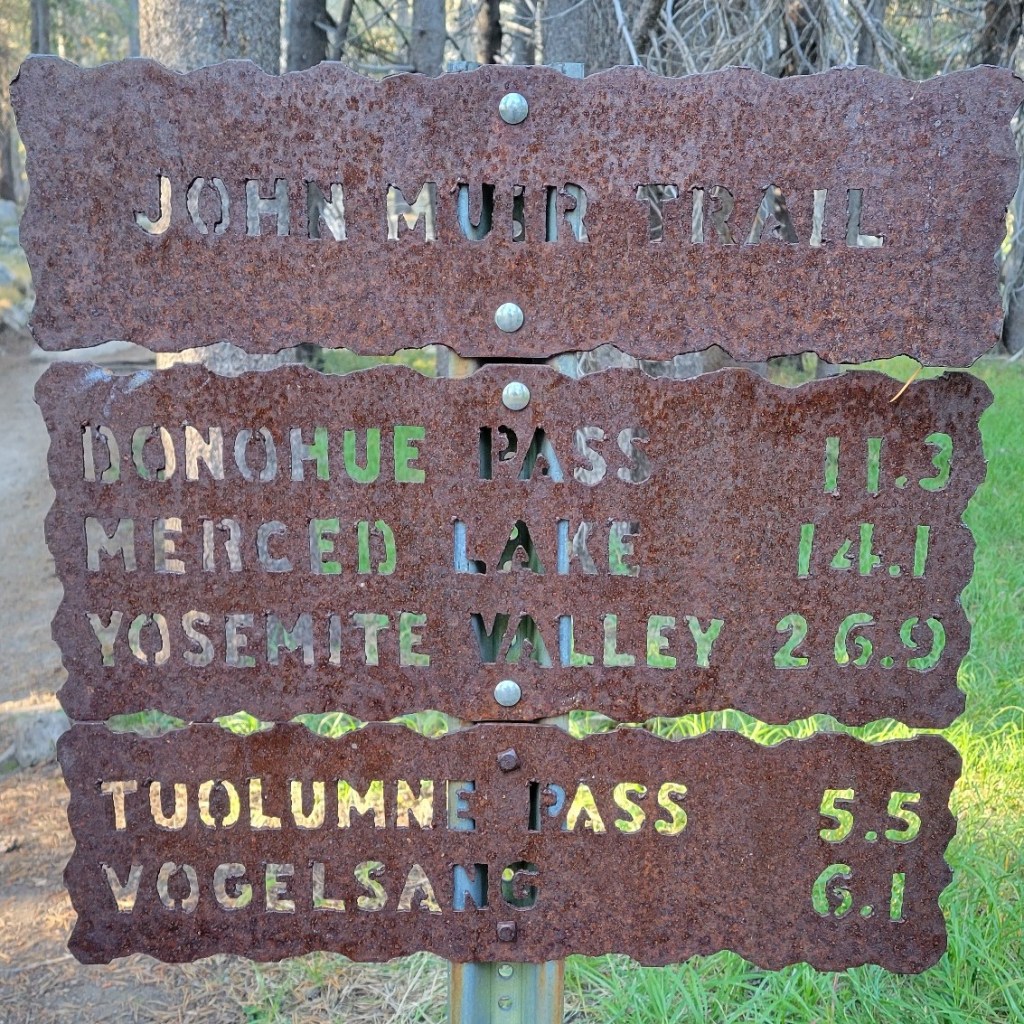 JOHN MUIR TRAIL
DONOHUE PASS 11.3
MERCED LAKE 14.1
YOSEMITE VALLEY 26.9
TUOLUMNE PASS 5.5
VOGELSANG 6.1